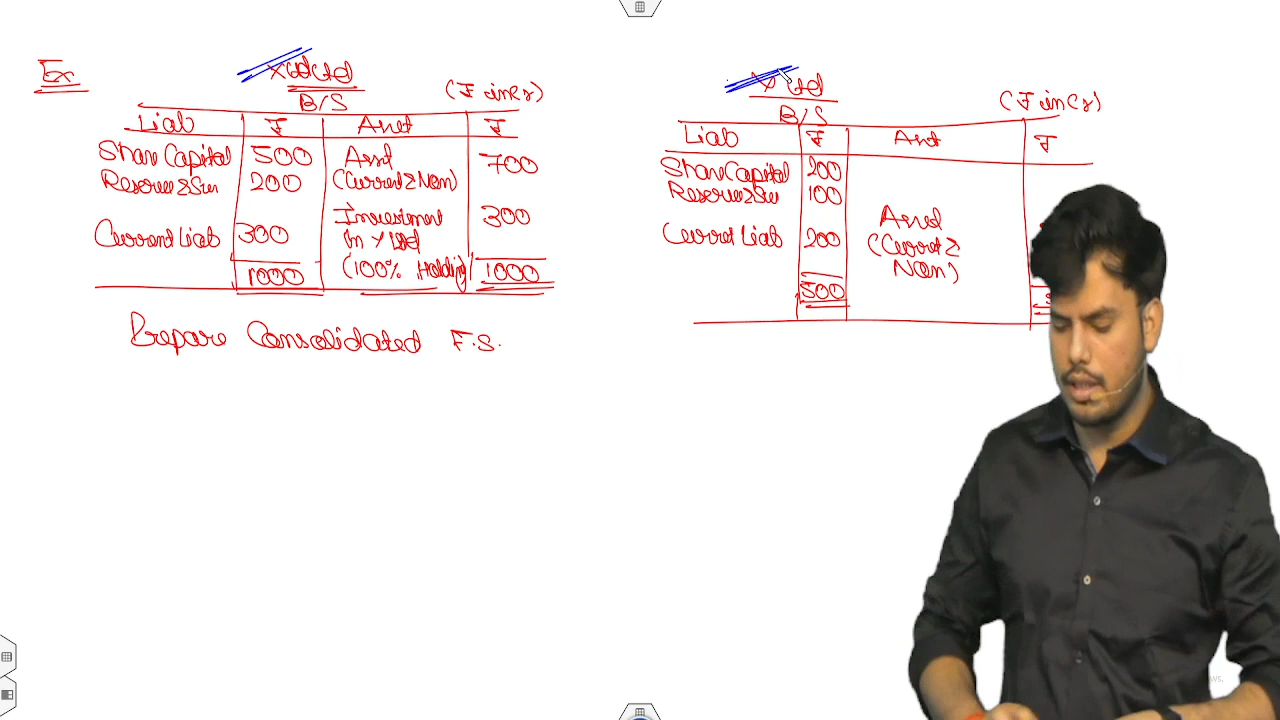 Ex
X Ltd
B/S
(₹ in Cr)
Liab ₹ Asset ₹
Share Capital 500 Asset 700
Reserve & Sur 200 (Current & Non)
Investment 300
Current Liab 300 in Y Ltd
1000 (100% Holding) 1000
Prepare Consolidated F.S.
Y Ltd
B/S
(₹ in Cr)
Liab ₹ Asset ₹
Share Capital 200
Reserve & Sur 100
Current Liab 200 Asset
(Current &
Non)
500